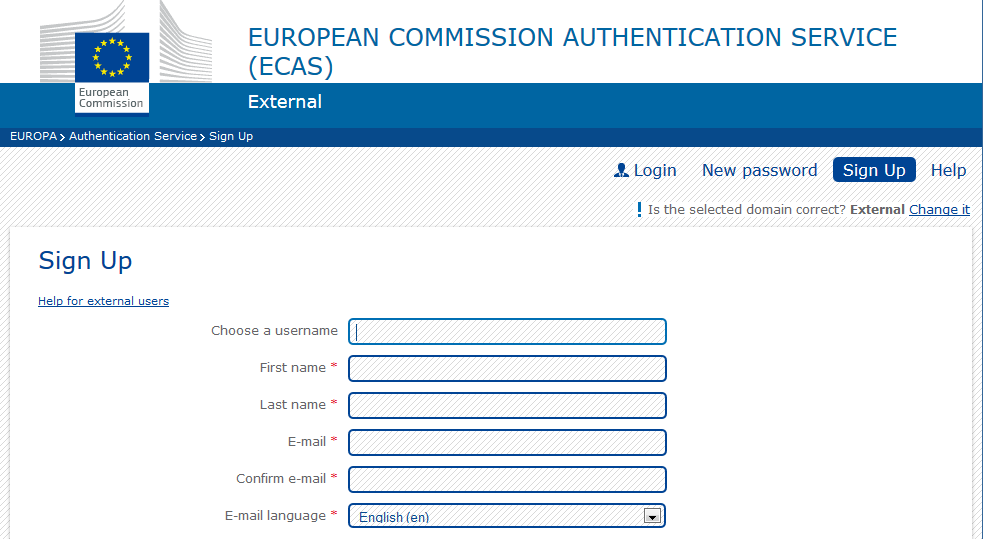 EUROPEAN COMMISSION AUTHENTICATION SERVICE
(ECAS)
European
Commission
External
EUROPA > Authentication Service > Sign Up
Login New password Sign Up Help
Is the selected domain correct? External Change it
Sign Up
Help for external users
Choose a username
First name *
Last name *
E-mail *
Confirm e-mail *
E-mail language * English (en)